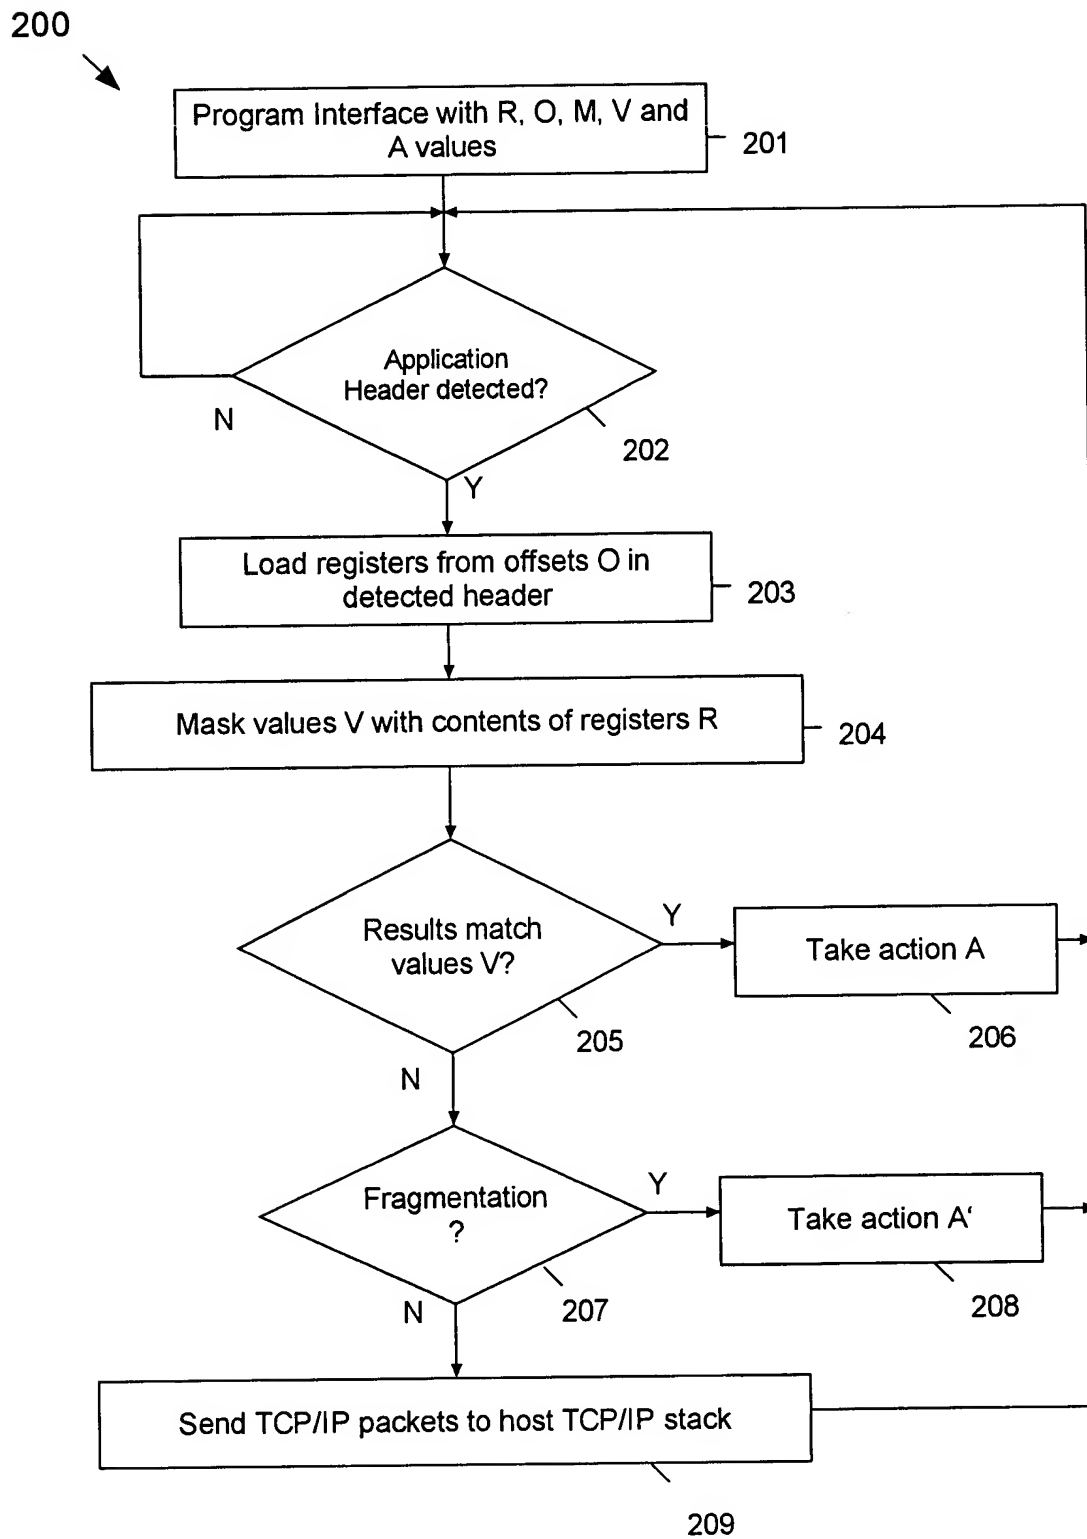 200
Program Interface with R, O, M, V and
A values
201
Application
Header detected?
N
202
Y
Load registers from offsets O in
detected header
203
Mask values V with contents of registers R
204
Results match
values V?
Y
Take action A
205
206
N
Fragmentation
?
Y
Take action A‘
207
208
N
Send TCP/IP packets to host TCP/IP stack
209